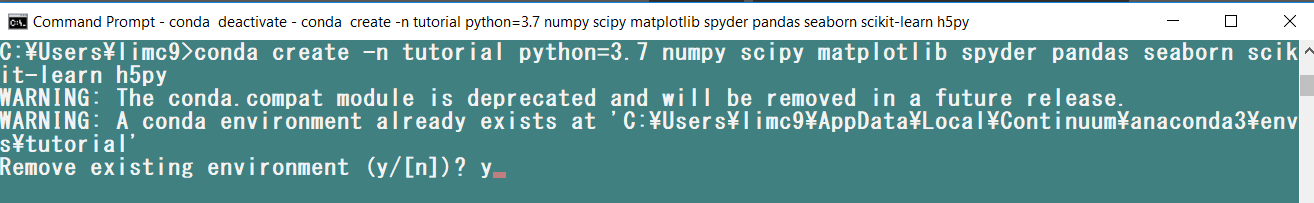 Command Prompt - conda  deactivate - conda  create -n tutorial python=3.7 numpy scipy matplotlib spyder pandas seaborn scikit-learn h5py
C:¥Users¥limc9>conda create -n tutorial python=3.7 numpy scipy matplotlib spyder pandas seaborn scik
it-learn h5py
WARNING: The conda.compat module is deprecated and will be removed in a future release.
WARNING: A conda environment already exists at 'C:¥Users¥limc9¥AppData¥Local¥Continuum¥anaconda3¥env
s¥tutorial'
Remove existing environment (y/[n])? y